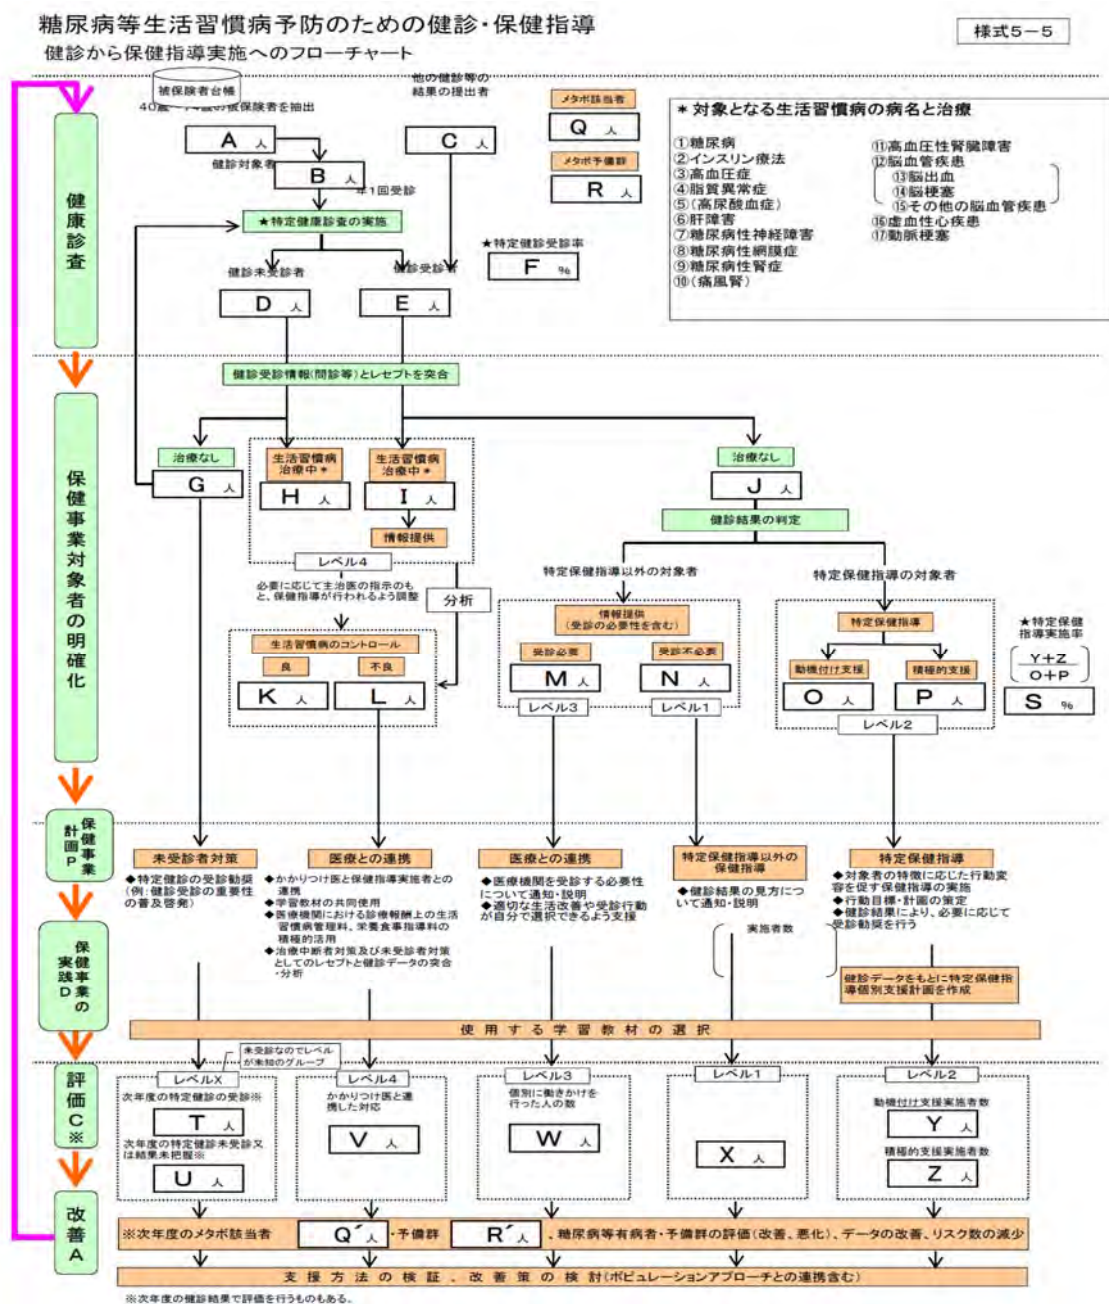 糖尿病等生活習慣病予防のための健診・保健指導
健診から保健指導実施へのフローチャート
様式5-5
被保険者台帳
40歳~74歳の被保険者を抽出
他の健診等の
結果の提出者
A 人
C 人
健診対象者
B 人
年1回受診
メタボ該当者
Q 人
メタボ予備群
R 人
*対象となる生活習慣病の病名と治療
①糖尿病
②インスリン療法
③高血圧症
④脂質異常症
⑤(高尿酸血症)
⑥肝障害
⑦糖尿病性神経障害
⑧糖尿病性網膜症
⑨糖尿病性腎症
⑩(痛風腎)
⑪高血圧性腎臓障害
⑫脳血管疾患
⑬脳出血
⑭脳梗塞
⑮その他の脳血管疾患
⑯虚血性心疾患
⑰動脈梗塞
健康診査
★特定健康診査の実施
★特定健診受診率
F %
健診未受診者
健診受診者
D 人
E 人
健診受診情報(問診等)とレセプトを突合
保健事業対象者の明確化
治療なし
G 人
生活習慣病
治療中*
H 人
生活習慣病
治療中*
I 人
情報提供
レベル4
治療なし
J 人
健診結果の判定
必要に応じて主治医の指示のも
と、保健指導が行われるよう調整
分析
生活習慣病のコントロール
良
不良
K 人
L 人
特定保健指導以外の対象者
情報提供
(受診の必要性を含む)
受診必要
受診不必要
M 人
N 人
レベル3
レベル1
特定保健指導の対象者
特定保健指導
動機付け支援
積極的支援
O 人
P 人
レベル2
★特定保健
指導実施率
Y+Z
O+P
S %
保健事業
計画P
未受診者対策
◆特定健診の受診勧奨
(例:健診受診の重要性
の普及啓発)
医療との連携
◆かかりつけ医と保健指導実施者との
連携
◆学習教材の共同使用
◆医療機関における診療報酬上の生活
習慣病管理料、栄養食事指導料の
積極的活用
◆治療中断者対策及び未受診者対策
としてのレセプトと健診データの突合
・分析
医療との連携
◆医療機関を受診する必要性
について通知・説明
◆適切な生活改善や受診行動
が自分で選択できるよう支援
特定保健指導以外の
保健指導
◆健診結果の見方につ
いて通知・説明
実施者数
特定保健指導
◆対象者の特徴に応じた行動変
容を促す保健指導の実施
◆行動目標・計画の策定
◆健診結果により、必要に応じて
受診勧奨を行う
健診データをもとに特定保健指
導個別支援計画を作成
保健事業の
実践D
使用する学習教材の選択
評価C※
未受診なのでレベル
が未知のグループ
レベルX
次年度の特定健診の受診※
T 人
次年度の特定健診未受診又
は結果未把握※
U 人
レベル4
かかりつけ医と連
携した対応
V 人
レベル3
個別に働きかけを
行った人の数
W 人
レベル1
X 人
レベル2
動機付け支援実施者数
Y 人
積極的支援実施者数
Z 人
改善A
※次年度のメタボ該当者 Q´人 ・予備群 R´人 、糖尿病等有病者・予備群の評価(改善、悪化)、データの改善、リスク数の減少
支援方法の検証、改善策の検討(ポピュレーションアプローチとの連携含む)
※次年度の健診結果で評価を行うものもある。